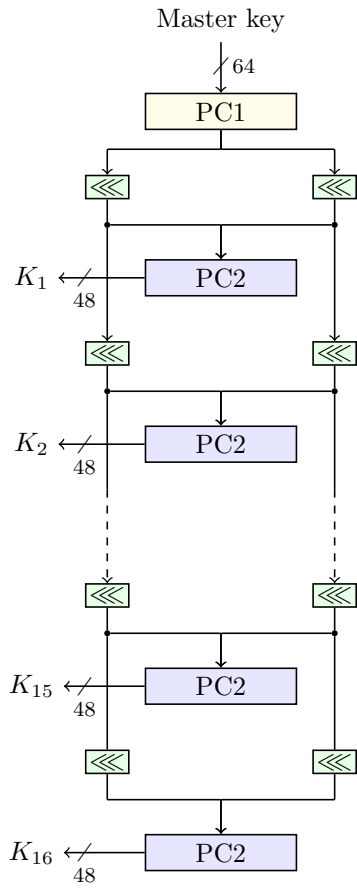 Master key
64
PC1
<<< <<<
K1 PC2
48
<<< <<<
K2 PC2
48
<<< <<<
K15 PC2
48
<<< <<<
K16 PC2
48